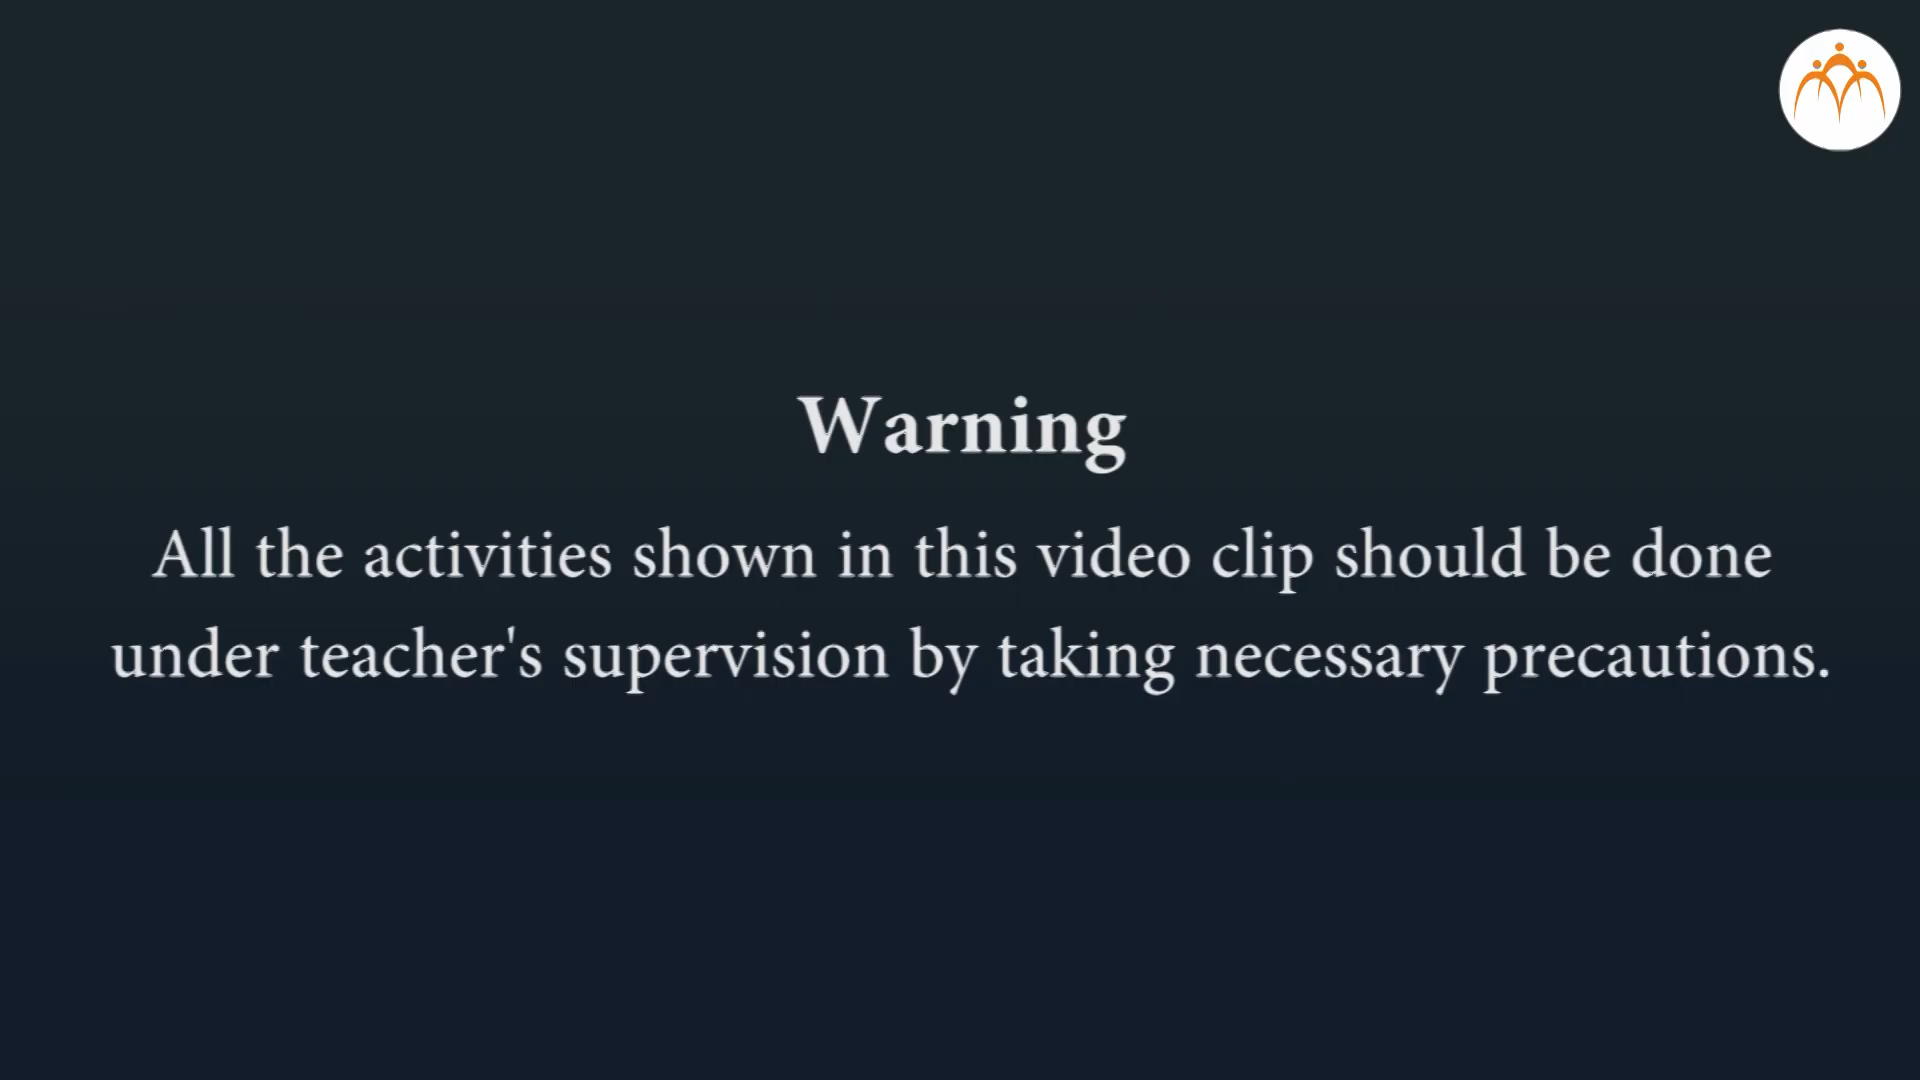 Warning
All the activities shown in this video clip should be done
under teacher's supervision by taking necessary precautions.